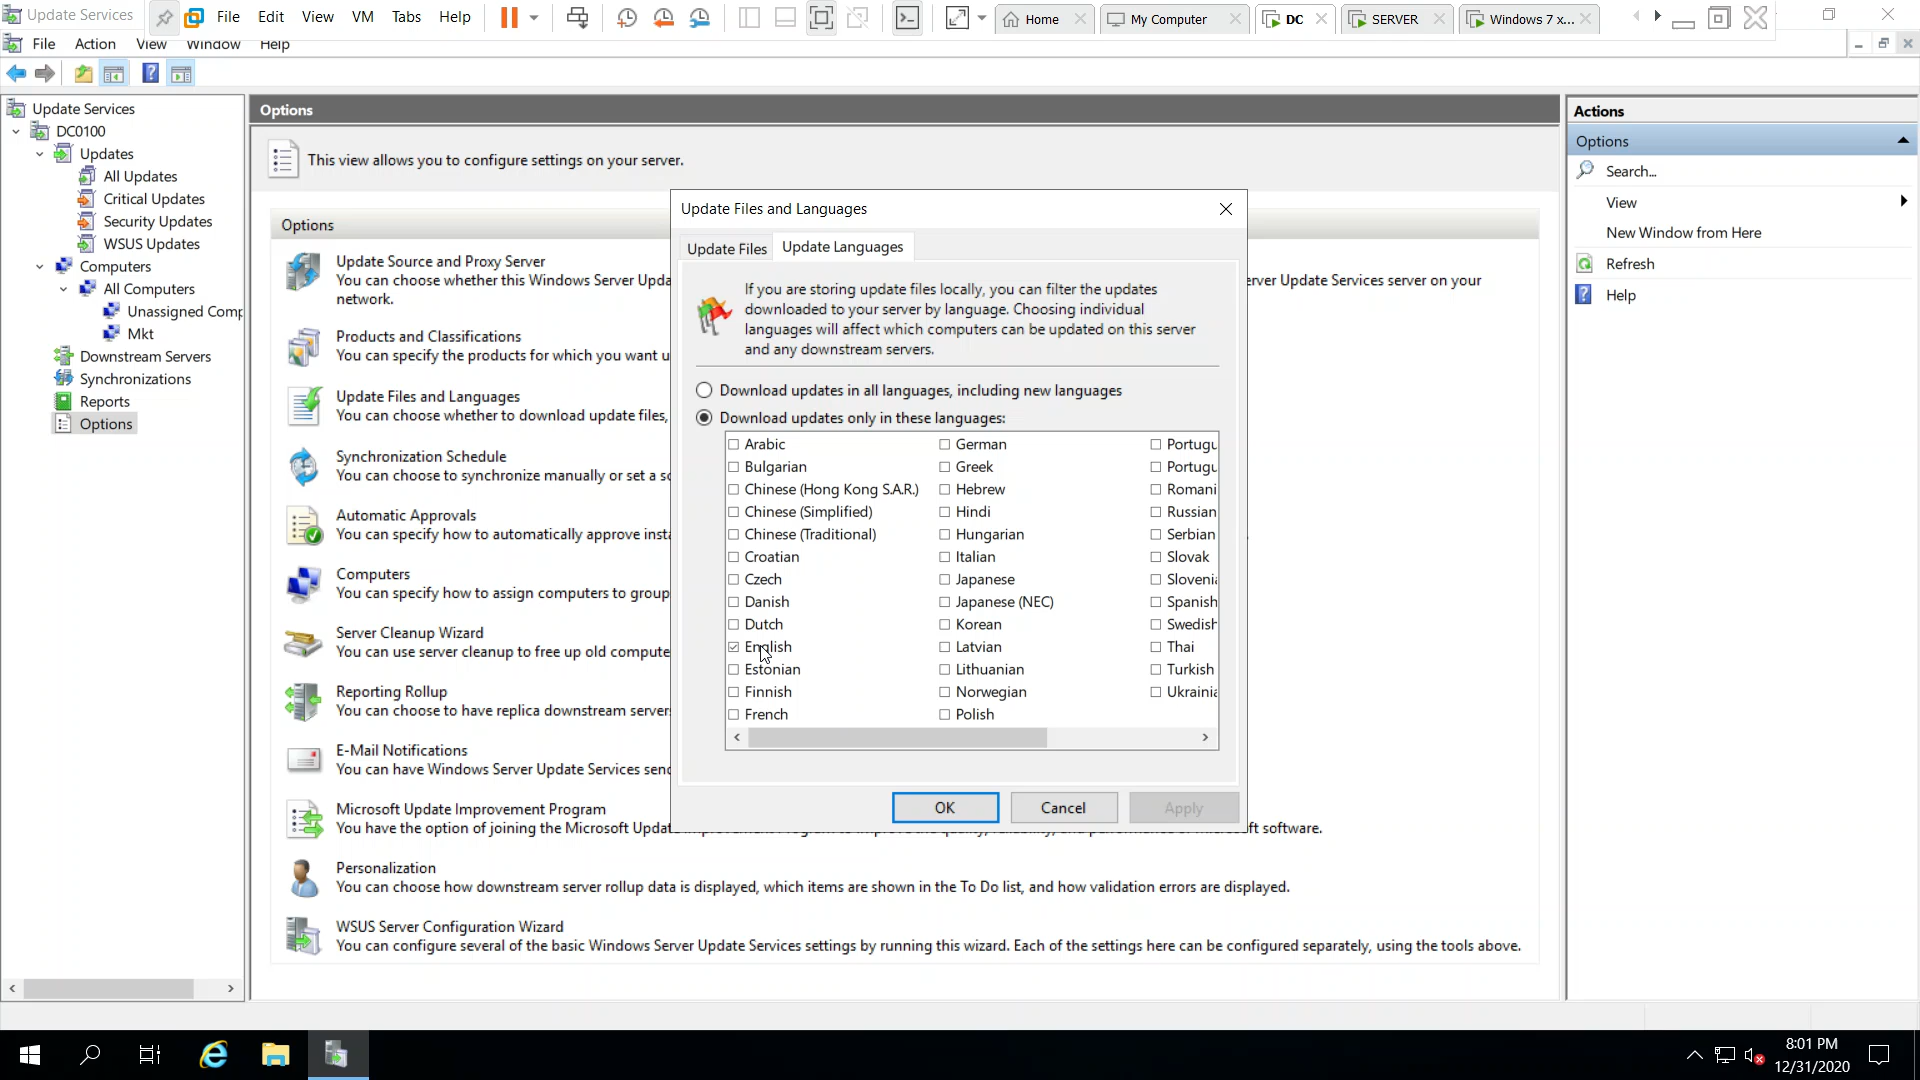 Update Services
File
Edit
View
VM
Tabs
Help
Home
My Computer
DC
SERVER
Windows 7 x...
File
Action
View
Window
Help
Update Services
DC0100
Updates
All Updates
Critical Updates
Security Updates
WSUS Updates
Computers
All Computers
Unassigned Comp
Mkt
Downstream Servers
Synchronizations
Reports
Options
Options
This view allows you to configure settings on your server.
Options
Update Source and Proxy Server
You can choose whether this Windows Server Upda
erver Update Services server on your
network.
Products and Classifications
You can specify the products for which you want u
Update Files and Languages
You can choose whether to download update files,
Synchronization Schedule
You can choose to synchronize manually or set a sc
Automatic Approvals
You can specify how to automatically approve insta
Computers
You can specify how to assign computers to group
Server Cleanup Wizard
You can use server cleanup to free up old compute
Reporting Rollup
You can choose to have replica downstream server
E-Mail Notifications
You can have Windows Server Update Services send
Microsoft Update Improvement Program
You have the option of joining the Microsoft Updat
soft software.
Personalization
You can choose how downstream server rollup data is displayed, which items are shown in the To Do list, and how validation errors are displayed.
WSUS Server Configuration Wizard
You can configure several of the basic Windows Server Update Services settings by running this wizard. Each of the settings here can be configured separately, using the tools above.
Update Files and Languages
Update Files
Update Languages
If you are storing update files locally, you can filter the updates
downloaded to your server by language. Choosing individual
languages will affect which computers can be updated on this server
and any downstream servers.
Download updates in all languages, including new languages
Download updates only in these languages:
Arabic
Bulgarian
Chinese (Hong Kong S.A.R.)
Chinese (Simplified)
Chinese (Traditional)
Croatian
Czech
Danish
Dutch
English
Estonian
Finnish
French
German
Greek
Hebrew
Hindi
Hungarian
Italian
Japanese
Japanese (NEC)
Korean
Latvian
Lithuanian
Norwegian
Polish
Portugu
Portugu
Romani
Russian
Serbian
Slovak
Sloveni
Spanish
Swedish
Thai
Turkish
Ukraini
OK
Cancel
Apply
Actions
Options
Search...
View
New Window from Here
Refresh
Help
8:01 PM
12/31/2020